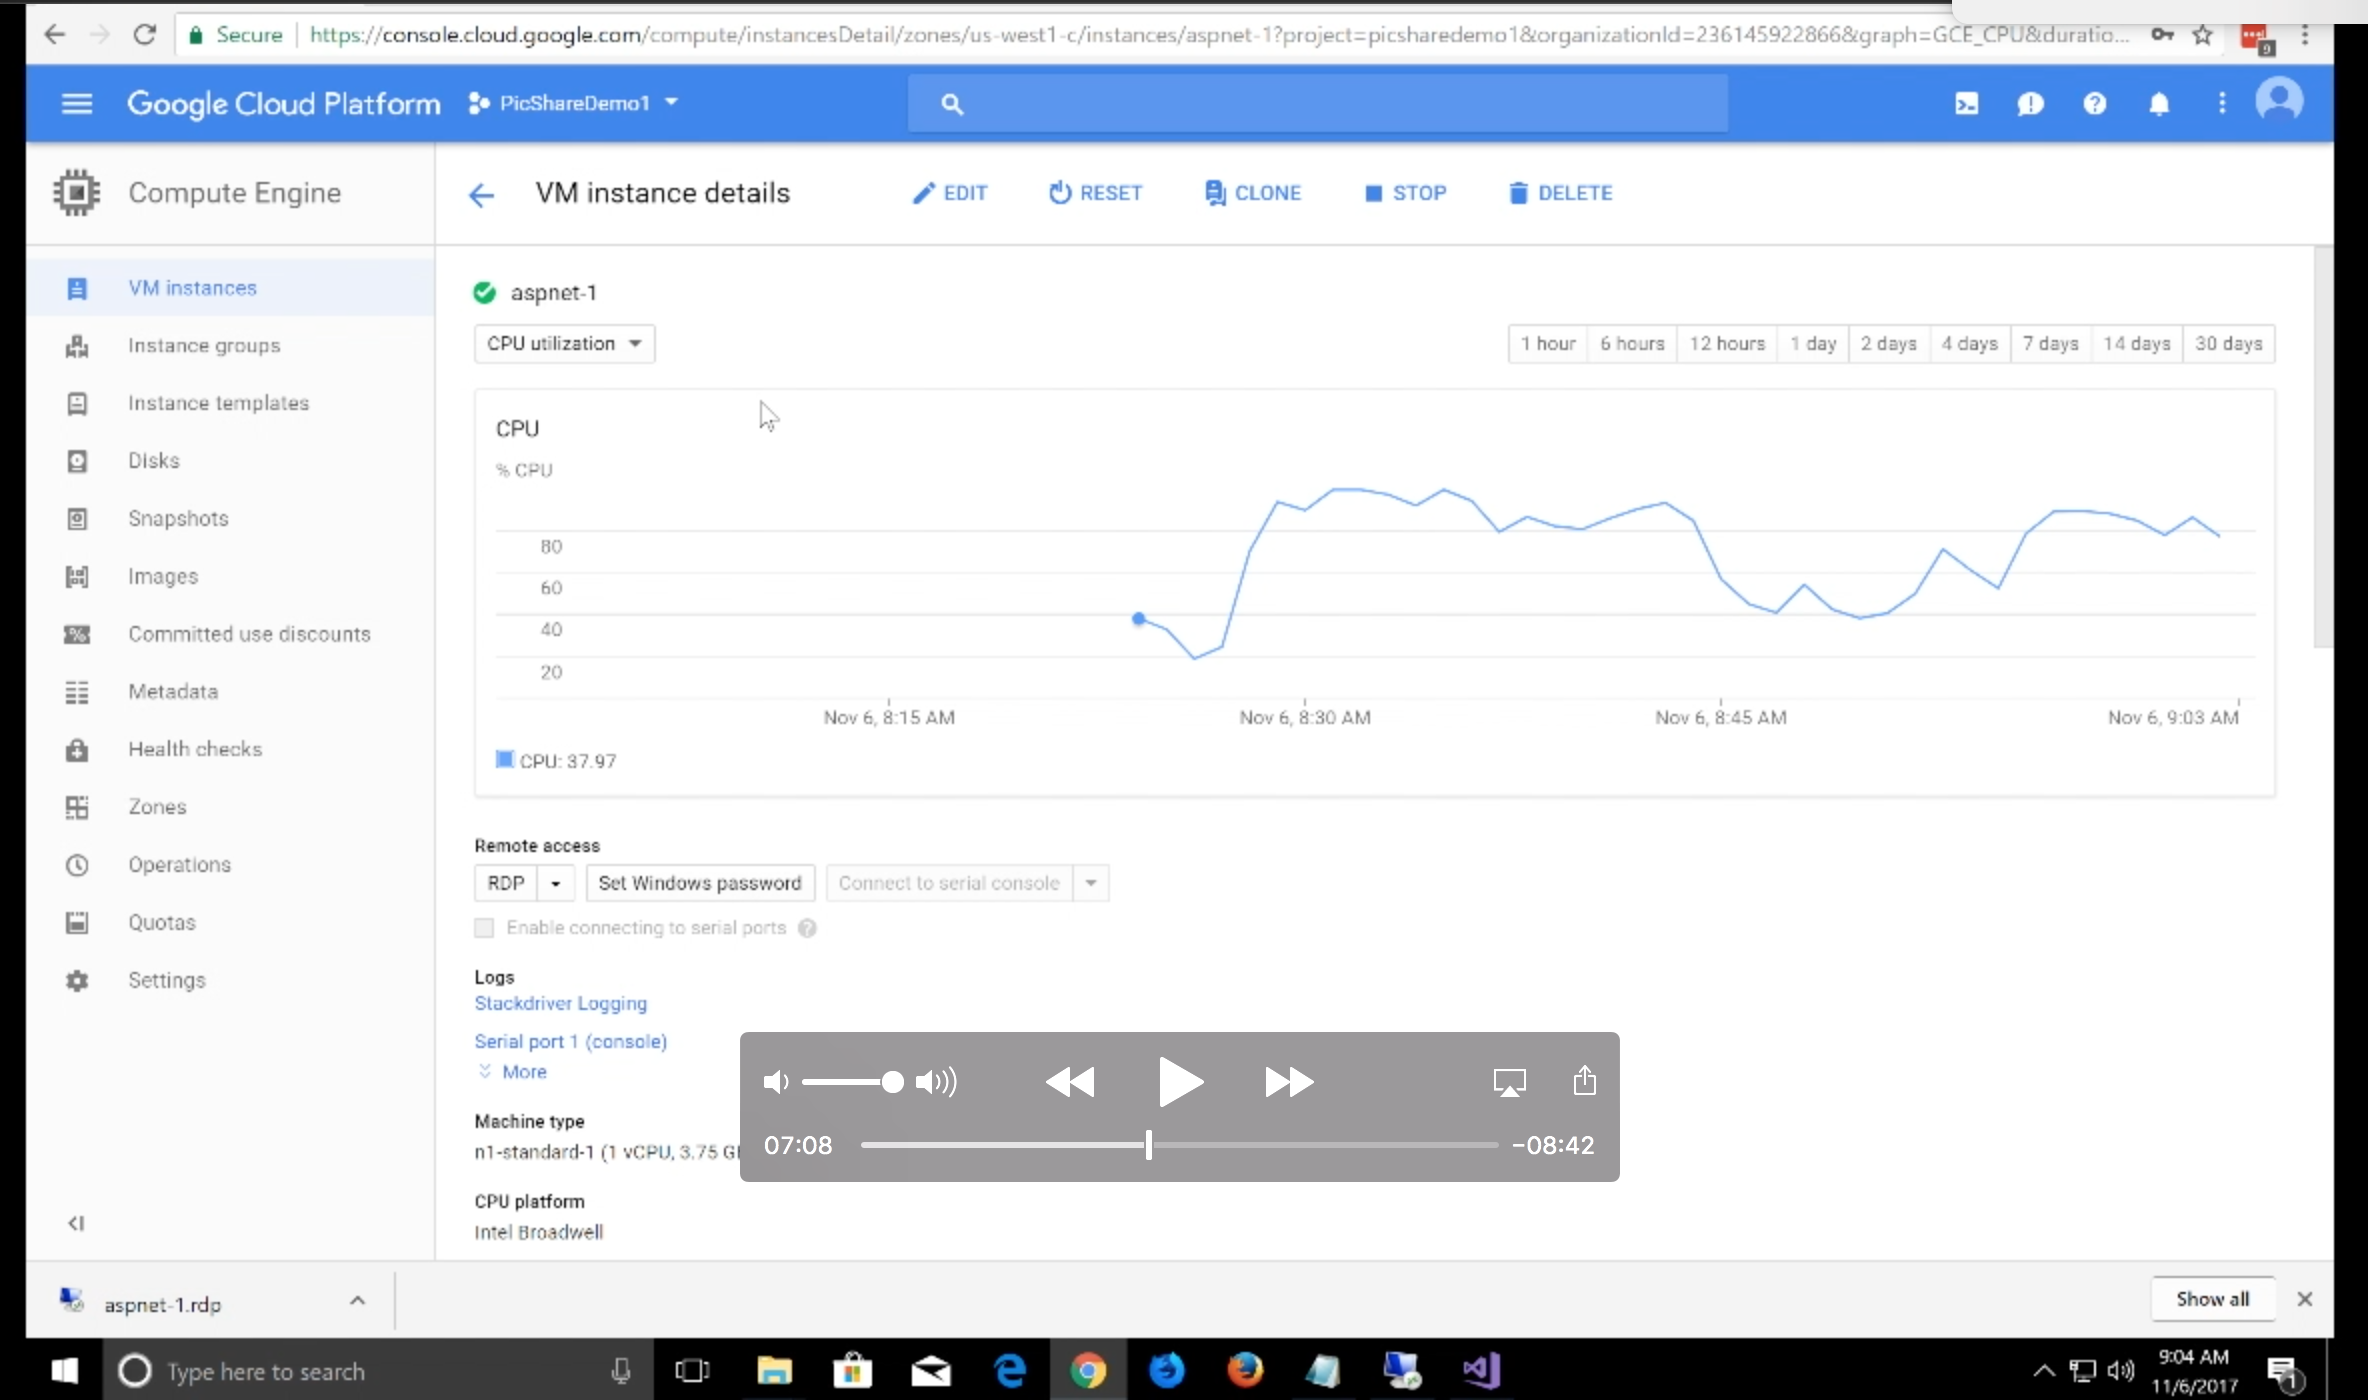 Secure https://console.cloud.google.com/compute/instancesDetail/zones/us-west1-c/instances/aspnet-1?project=picsharedemo1&organizationId=236145922866&graph=GCE_CPU&duratio...
9
Google Cloud Platform PicShareDemo1
Compute Engine
VM instance details EDIT RESET CLONE STOP DELETE
VM instances
Instance groups
Instance templates
Disks
Snapshots
Images
Committed use discounts
Metadata
Health checks
Zones
Operations
Quotas
Settings
aspnet-1
CPU utilization
1 hour 6 hours 12 hours 1 day 2 days 4 days 7 days 14 days 30 days
CPU
% CPU
80
60
40
20
Nov 6, 8:15 AM Nov 6, 8:30 AM Nov 6, 8:45 AM Nov 6, 9:03 AM
CPU: 37.97
Remote access
RDP Set Windows password Connect to serial console
Enable connecting to serial ports
Logs
Stackdriver Logging
Serial port 1 (console)
More
Machine type
n1-standard-1 (1 vCPU, 3.75
07:08 -08:42
CPU platform
Intel Broadwell
aspnet-1.rdp
Show all
Type here to search
9:04 AM
11/6/2017
1